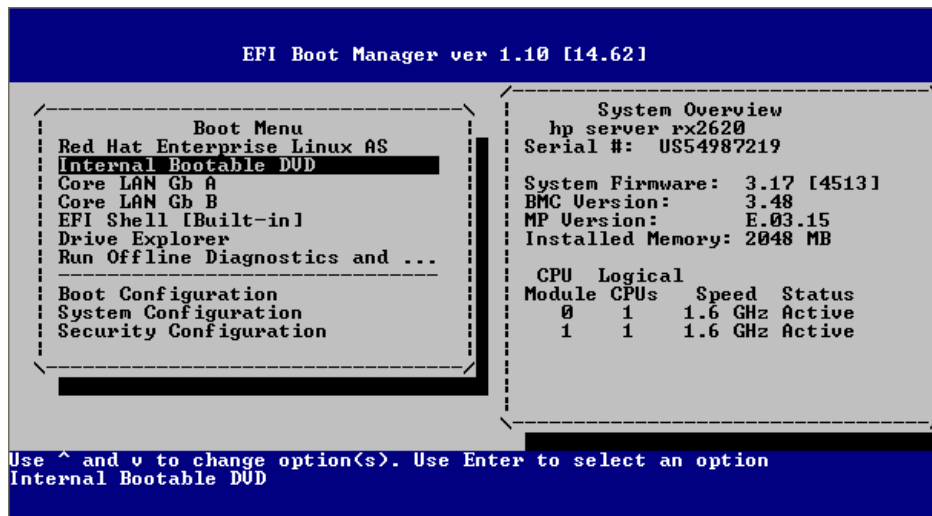 EFI Boot Manager ver 1.10 [14.62]
Boot Menu
Red Hat Enterprise Linux AS
Internal Bootable DVD
Core LAN Gb A
Core LAN Gb B
EFI Shell [Built-in]
Drive Explorer
Run Offline Diagnostics and ...
Boot Configuration
System Configuration
Security Configuration
System Overview
hp server rx2620
Serial #: US54987219
System Firmware: 3.17 [4513]
BMC Version: 3.48
MP Version: E.03.15
Installed Memory: 2048 MB
CPU Logical
Module CPUs Speed Status
0 1 1.6 GHz Active
1 1 1.6 GHz Active
Use ^ and v to change option(s). Use Enter to select an option
Internal Bootable DVD